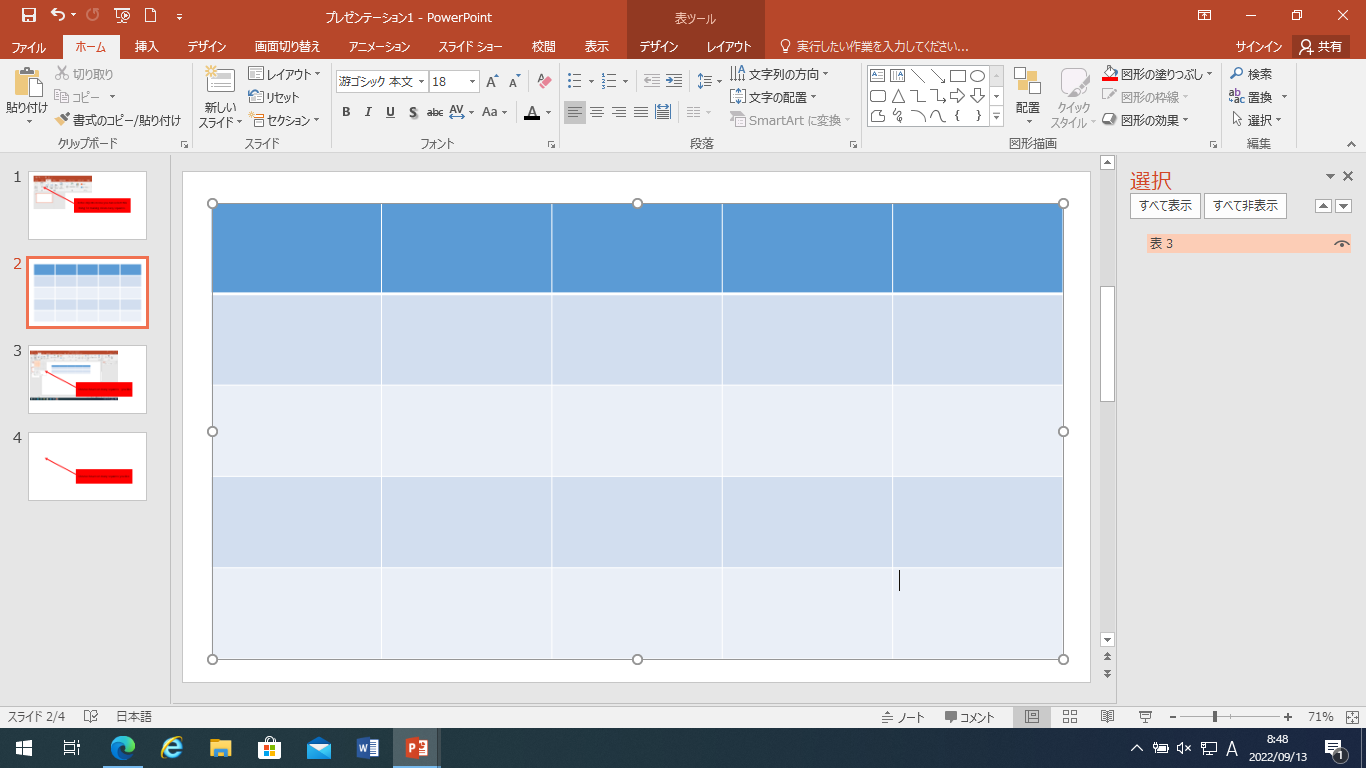 プレゼンテーション1 - PowerPoint
表ツール
ファイル ホーム 挿入 デザイン 画面切り替え アニメーション スライド ショー 校閲 表示 デザイン レイアウト 実行したい作業を入力してください... サインイン 共有
貼り付け
切り取り
コピー
書式のコピー/貼り付け
クリップボード
新しい
スライド
レイアウト
リセット
セクション
スライド
游ゴシック 本文 18
B I U S abc AV Aa A
フォント
文字列の方向
文字の配置
SmartArt に変換
段落
配置
クイック
スタイル
図形の塗りつぶし
図形の枠線
図形の効果
図形描画
検索
置換
選択
編集
1
2
3
4
選択
すべて表示 すべて非表示
表 3
スライド 2/4 日本語 ノート コメント 71%
A
8:48
2022/09/13
1